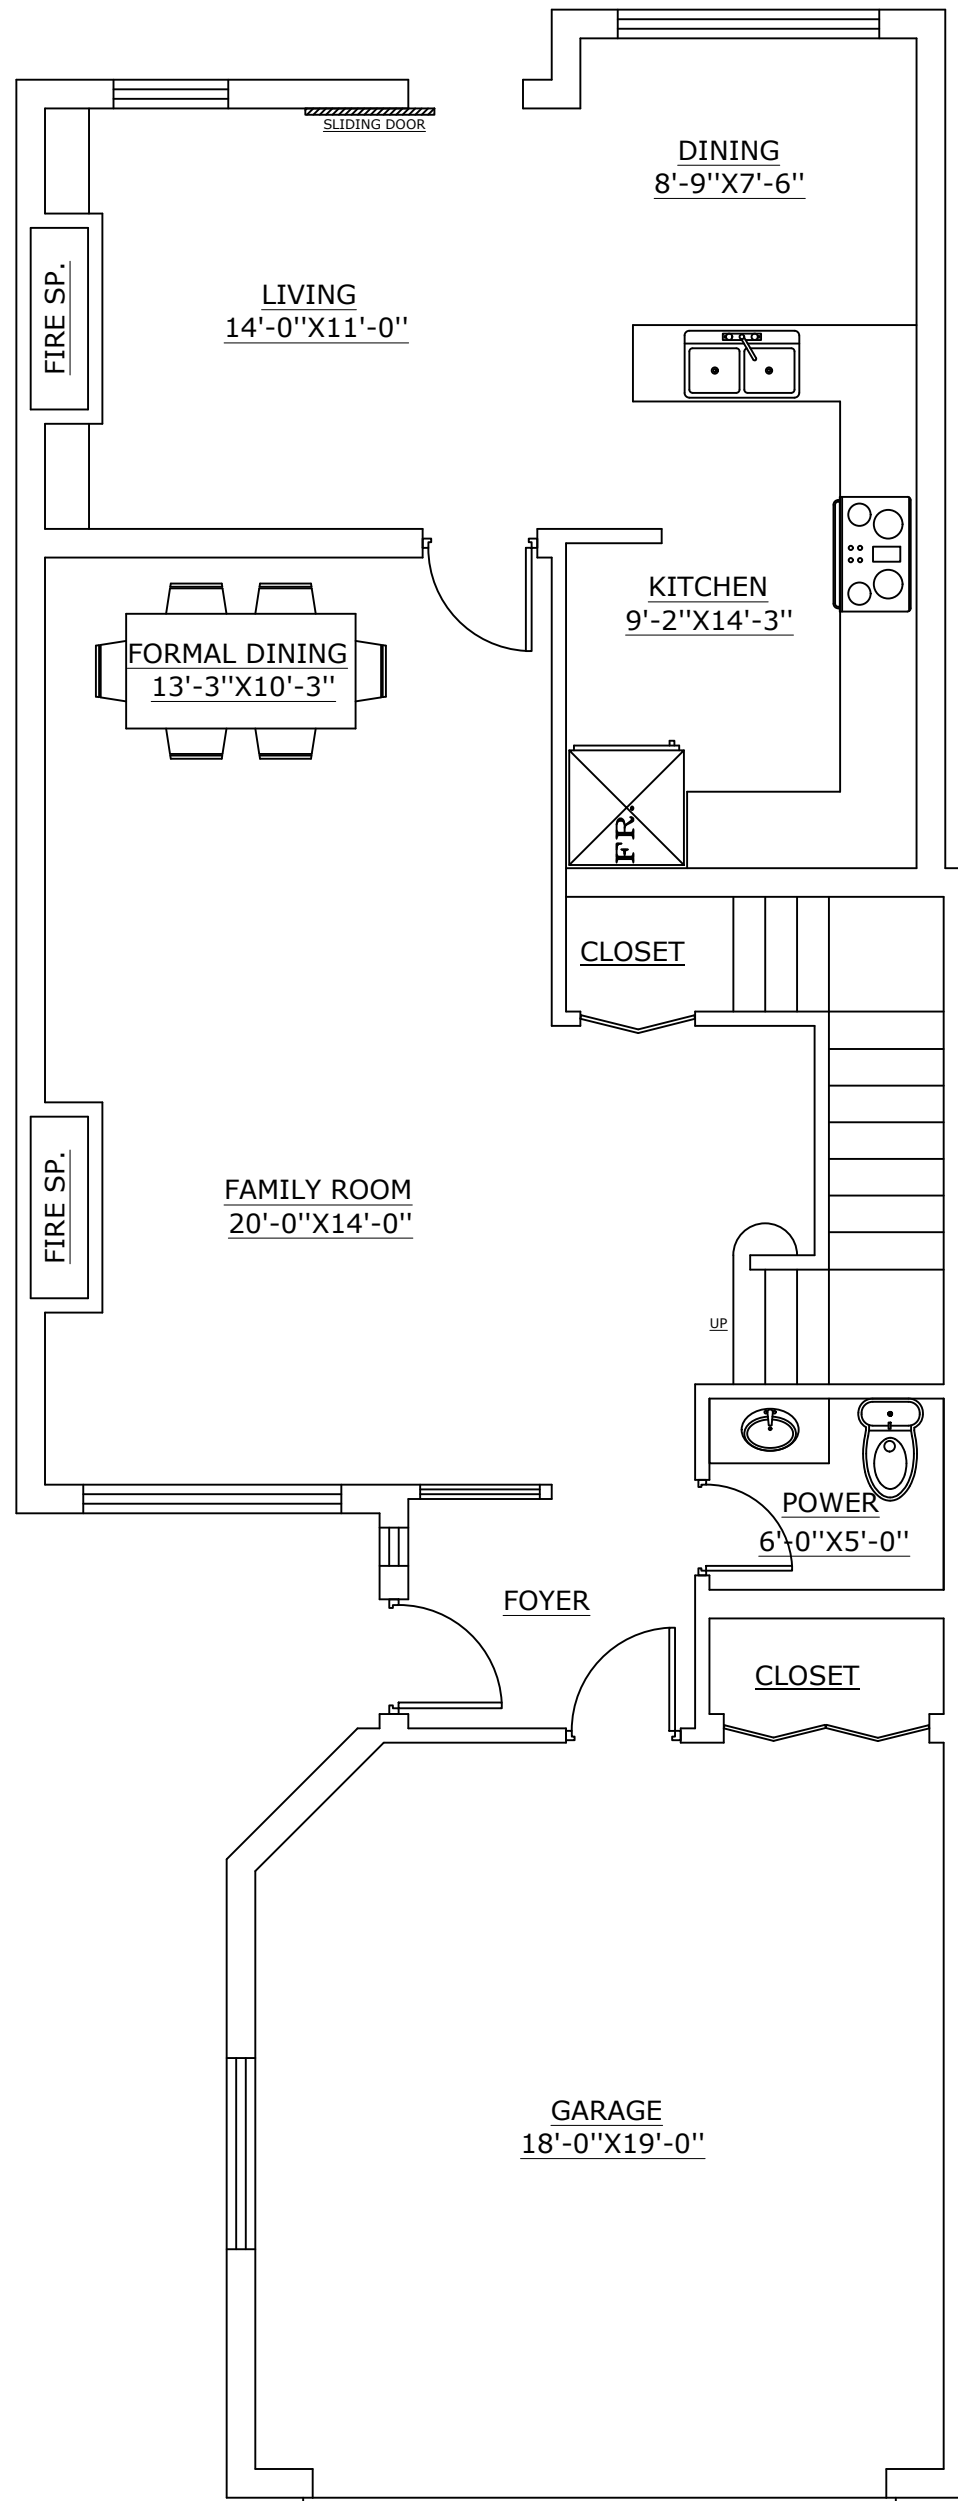 SLIDING DOOR
DINING
8'-9"X7'-6"
FIRE SP.
LIVING
14'-0"X11'-0"
KITCHEN
9'-2"X14'-3"
FORMAL DINING
13'-3"X10'-3"
FR.
CLOSET
FIRE SP.
FAMILY ROOM
20'-0"X14'-0"
UP
POWER
6'-0"X5'-0"
FOYER
CLOSET
GARAGE
18'-0"X19'-0"